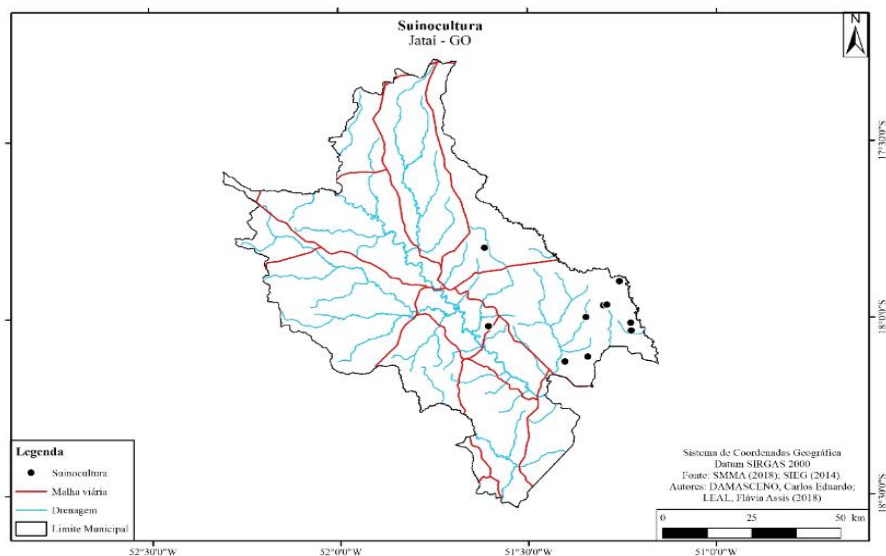 Suinocultura
Jataí - GO
N
17°30'0"S
18°0'0"S
18°30'0"S
Legenda
Suinocultura
Malha viária
Drenagem
Limite Municipal
Sistema de Coordenadas Geográfica
Datum SIRGAS 2000
Fonte: SMMA (2018); SIEG (2014).
Autores: DAMASCENO, Carlos Eduardo;
LEAL, Flávia Assis (2018)
0 25 50 km
52°30'0"W 52°0'0"W 51°30'0"W 51°0'0"W